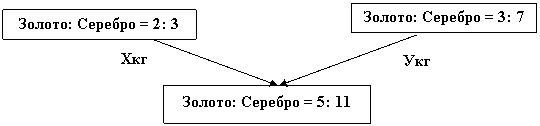 Золото: Серебро = 2: 3
Золото: Серебро = 3: 7
Хкг
Укг
Золото: Серебро = 5: 11